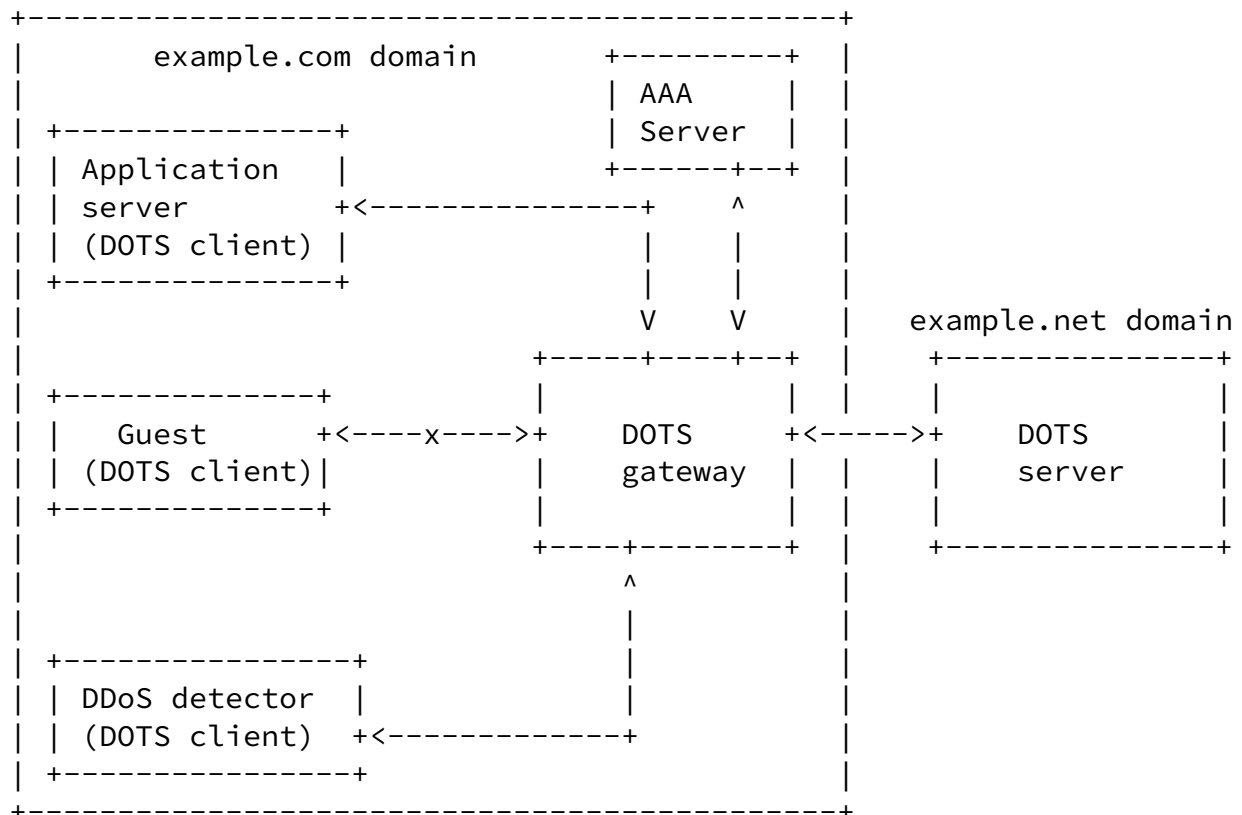 example.com domain
AAA
Server
Application
server
(DOTS client)
example.net domain
Guest
(DOTS client)
x
DOTS
gateway
DOTS
server
DDoS detector
(DOTS client)